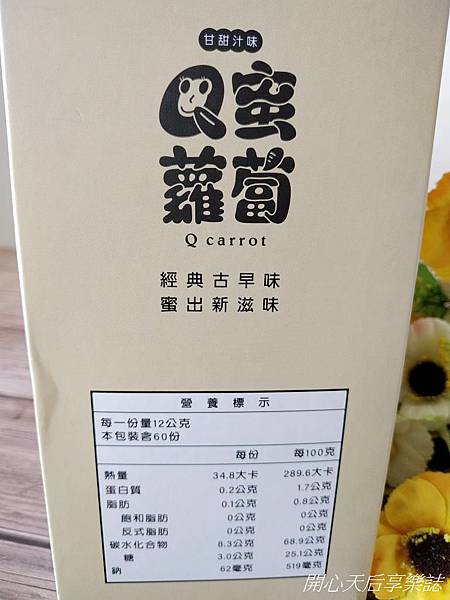 甘甜汁味
Q蜜
蘿蔔
Q carrot
經典古早味
蜜出新滋味
營養標示
每一份量12公克
本包裝含60份
每份 每100克
熱量 34.8大卡 289.6大卡
蛋白質 0.2公克 1.7公克
脂肪 0.1公克 0.8公克
飽和脂肪 0公克 0公克
反式脂肪 0公克 0公克
碳水化合物 8.3公克 68.9公克
糖 3.0公克 25.1公克
鈉 62毫克 519毫克
開心天后享樂誌